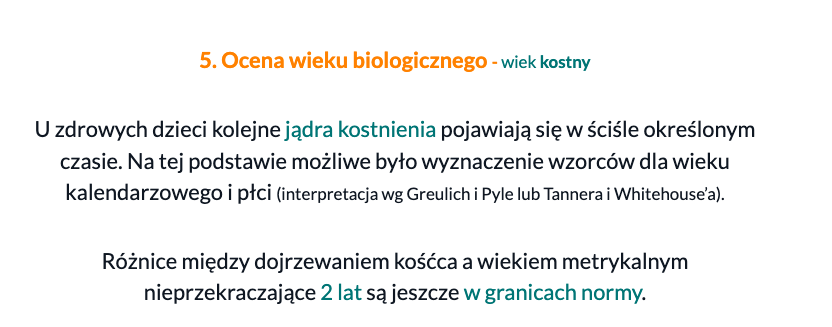 5. Ocena wieku biologicznego - wiek kostny
U zdrowych dzieci kolejne jądra kostnienia pojawiają się w ściśle określonym
czasie. Na tej podstawie możliwe było wyznaczenie wzorców dla wieku
kalendarzowego i płci (interpretacja wg Greulich i Pyle lub Tannera i Whitehouse’a).
Różnice między dojrzewaniem kośćca a wiekiem metrykalnym
nieprzekraczające 2 lat są jeszcze w granicach normy.